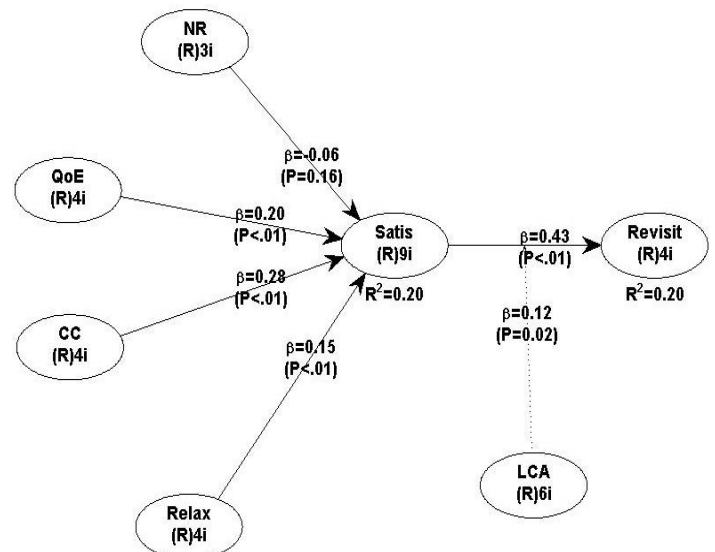 NR
(R)3i
β=-0.06
(P=0.16)
QoE
(R)4i
β=0.20
(P<.01)
Satis
(R)9i
R²=0.20
β=0.43
(P<.01)
Revisit
(R)4i
R²=0.20
β=0.28
(P<.01)
CC
(R)4i
β=0.12
(P=0.02)
β=0.15
(P<.01)
LCA
(R)6i
Relax
(R)4i